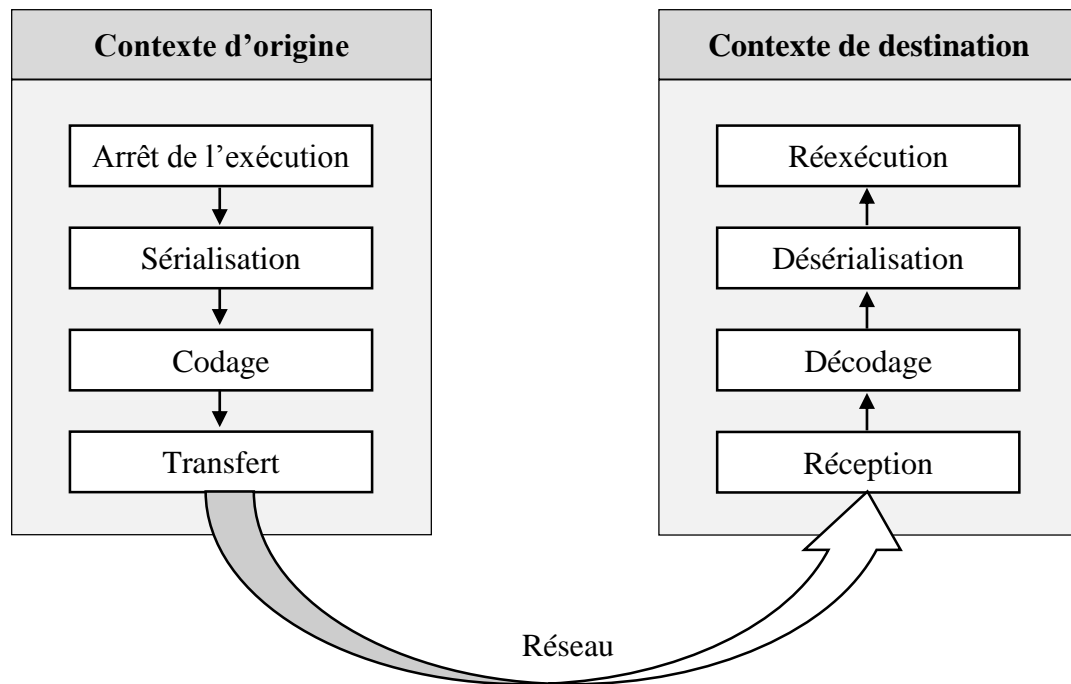 Contexte d’origine
Arrêt de l’exécution
Sérialisation
Codage
Transfert
Contexte de destination
Réexécution
Désérialisation
Décodage
Réception
Réseau